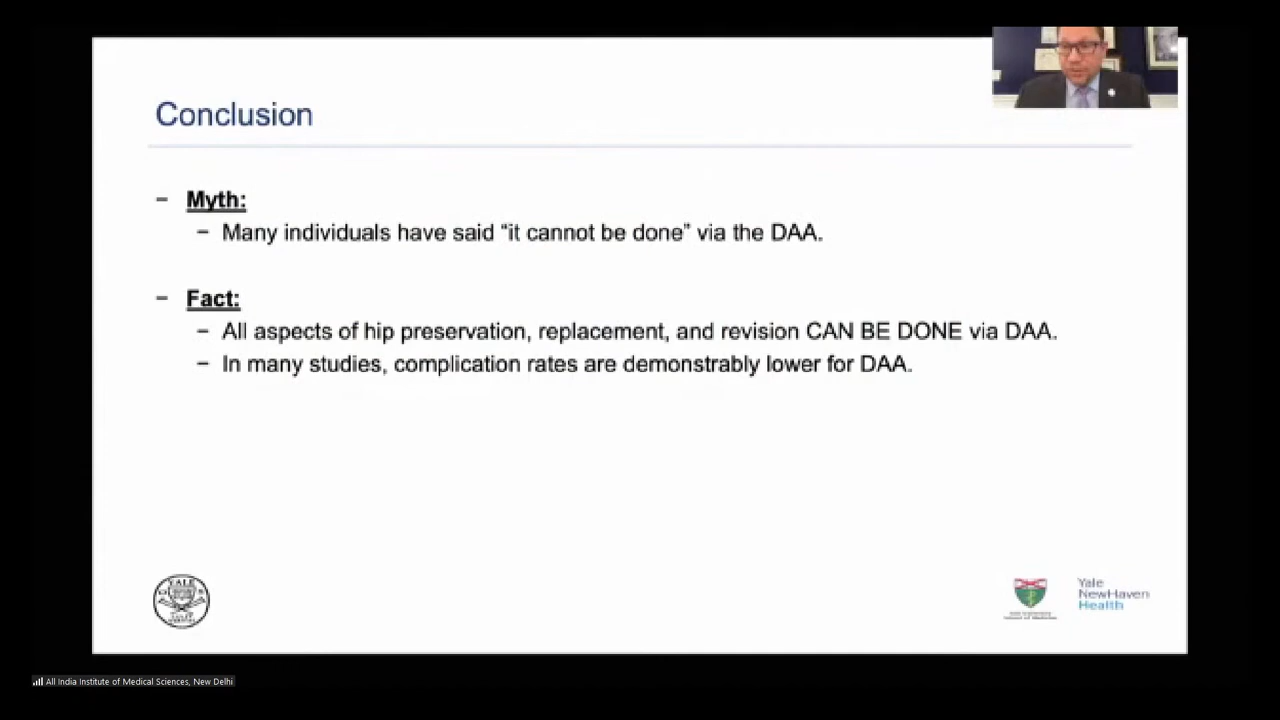 Conclusion
− Myth:
− Many individuals have said “it cannot be done” via the DAA.
− Fact:
− All aspects of hip preservation, replacement, and revision CAN BE DONE via DAA.
− In many studies, complication rates are demonstrably lower for DAA.
YALE
Yale
NewHaven
Health
All India Institute of Medical Sciences, New Delhi